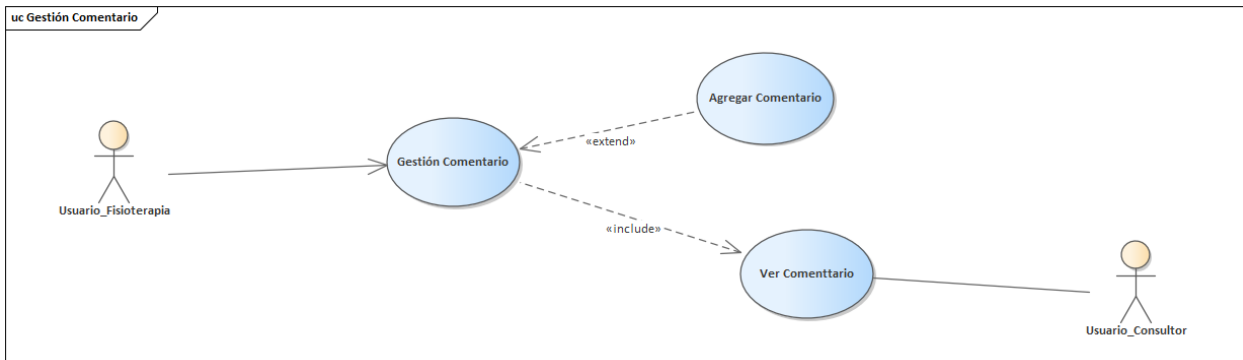 uc Gestión Comentario
Agregar Comentario
«extend»
Gestión Comentario
Usuario_Fisioterapia
«include»
Ver Comenttario
Usuario_Consultor